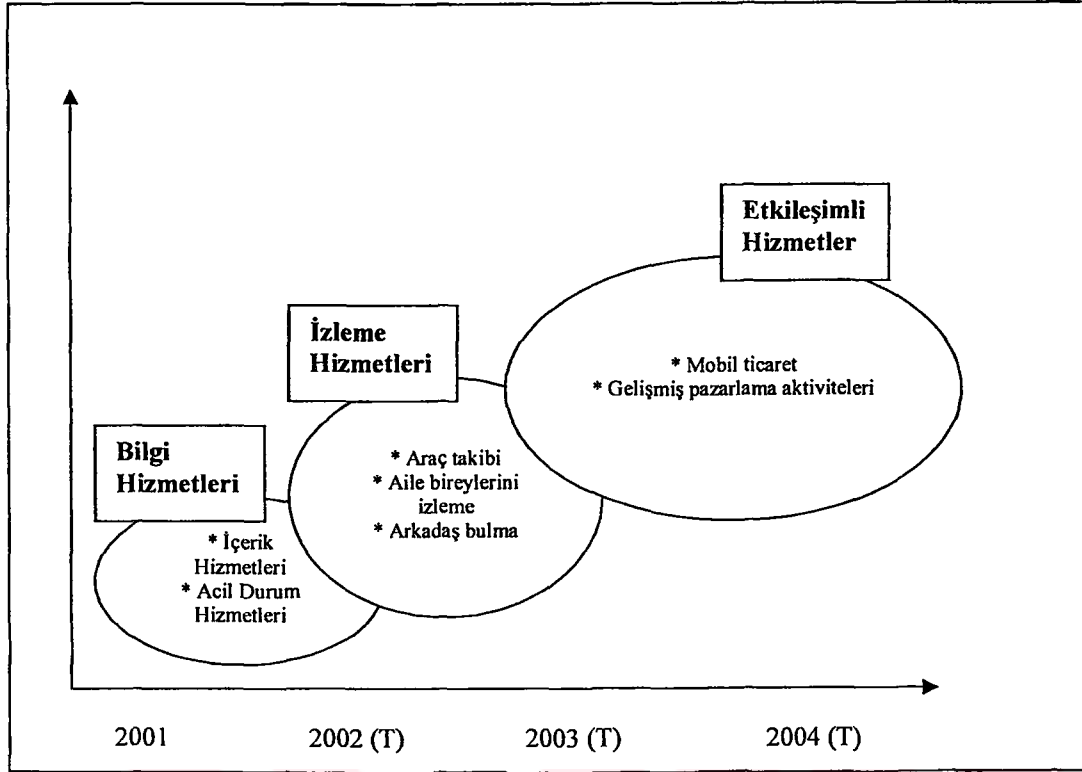 Etkileşimli
Hizmetler
* Mobil ticaret
* Gelişmiş pazarlama aktiviteleri
İzleme
Hizmetleri
* Araç takibi
* Aile bireylerini
izleme
* Arkadaş bulma
Bilgi
Hizmetleri
* İçerik
Hizmetleri
* Acil Durum
Hizmetleri
2001 2002 (T) 2003 (T) 2004 (T)